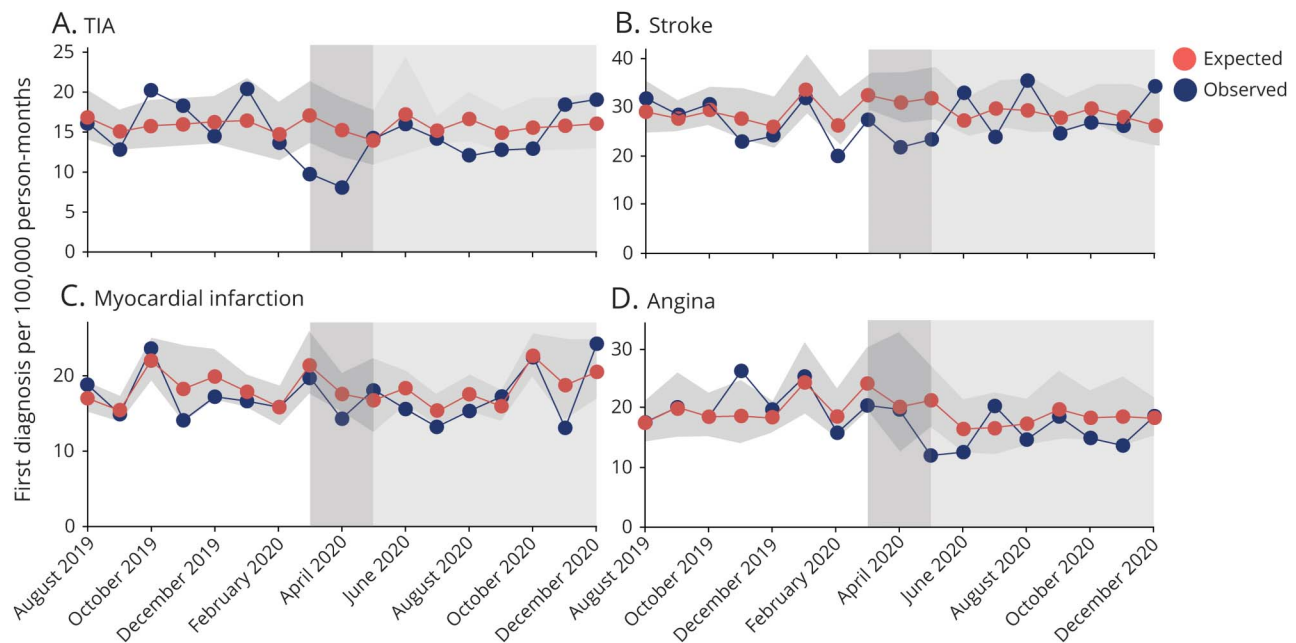 A. TIA
25
20
15
10
5
0
B. Stroke
40
30
20
10
0
Expected
Observed
First diagnosis per 100,000 person-months
C. Myocardial infarction
20
10
0
August 2019
October 2019
December 2019
February 2020
April 2020
June 2020
August 2020
October 2020
December 2020
D. Angina
30
20
10
0
August 2019
October 2019
December 2019
February 2020
April 2020
June 2020
August 2020
October 2020
December 2020